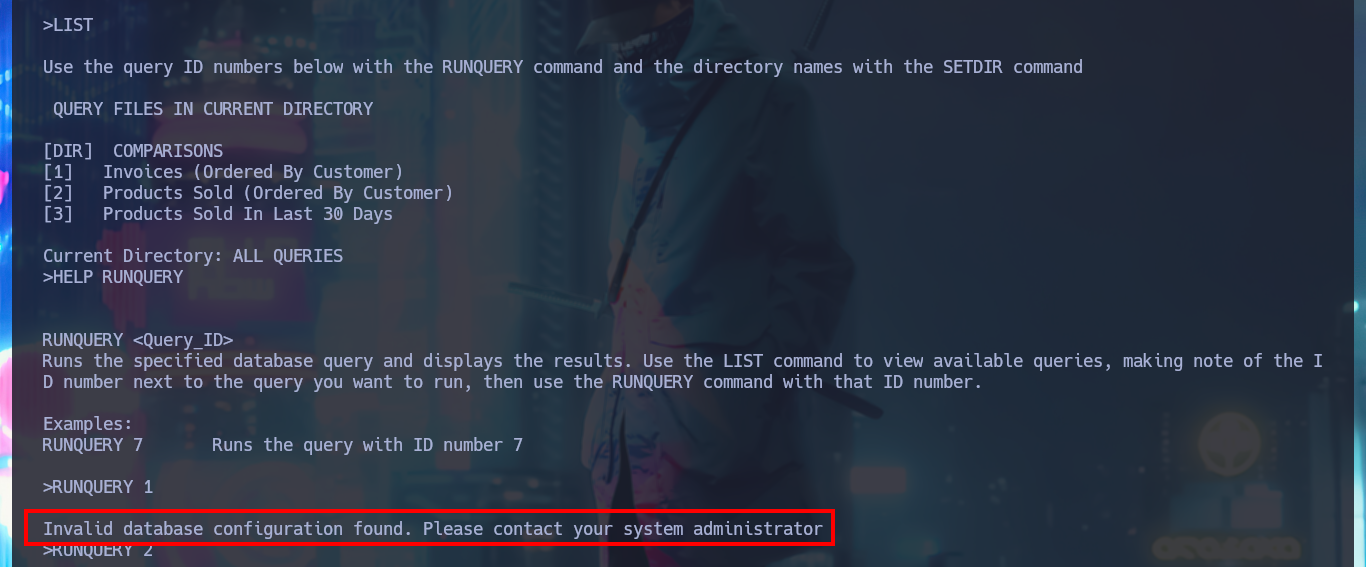 >LIST
Use the query ID numbers below with the RUNQUERY command and the directory names with the SETDIR command
QUERY FILES IN CURRENT DIRECTORY
[DIR]  COMPARISONS
[1]   Invoices (Ordered By Customer)
[2]   Products Sold (Ordered By Customer)
[3]   Products Sold In Last 30 Days
Current Directory: ALL QUERIES
>HELP RUNQUERY
RUNQUERY <Query_ID>
Runs the specified database query and displays the results. Use the LIST command to view available queries, making note of the I
D number next to the query you want to run, then use the RUNQUERY command with that ID number.
Examples:
RUNQUERY 7       Runs the query with ID number 7
>RUNQUERY 1
Invalid database configuration found. Please contact your system administrator
>RUNQUERY 2